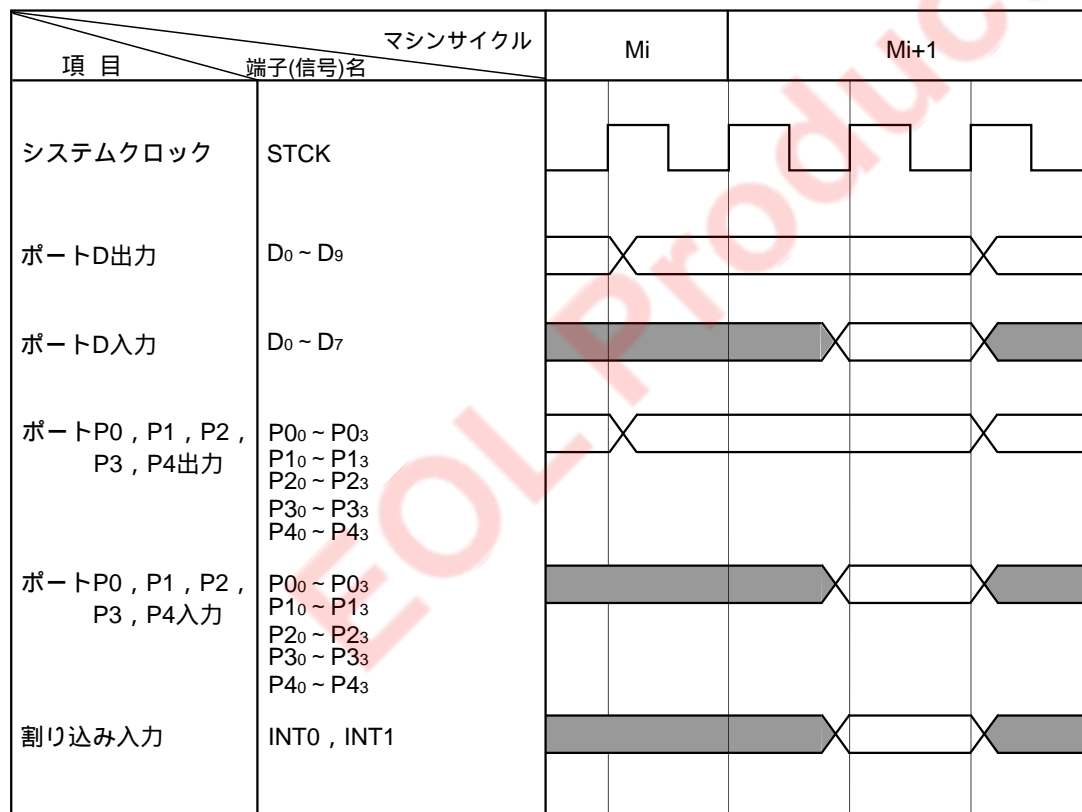 マシンサイクル
項 目
端子(信号)名
Mi
Mi+1
システムクロック
STCK
ポートD出力
D0 ~ D9
ポートD入力
D0 ~ D7
ポートP0 , P1 , P2 ,
P3 , P4出力
P00 ~ P03
P10 ~ P13
P20 ~ P23
P30 ~ P33
P40 ~ P43
ポートP0 , P1 , P2 ,
P3 , P4入力
P00 ~ P03
P10 ~ P13
P20 ~ P23
P30 ~ P33
P40 ~ P43
割り込み入力
INT0 , INT1
EOL Produc